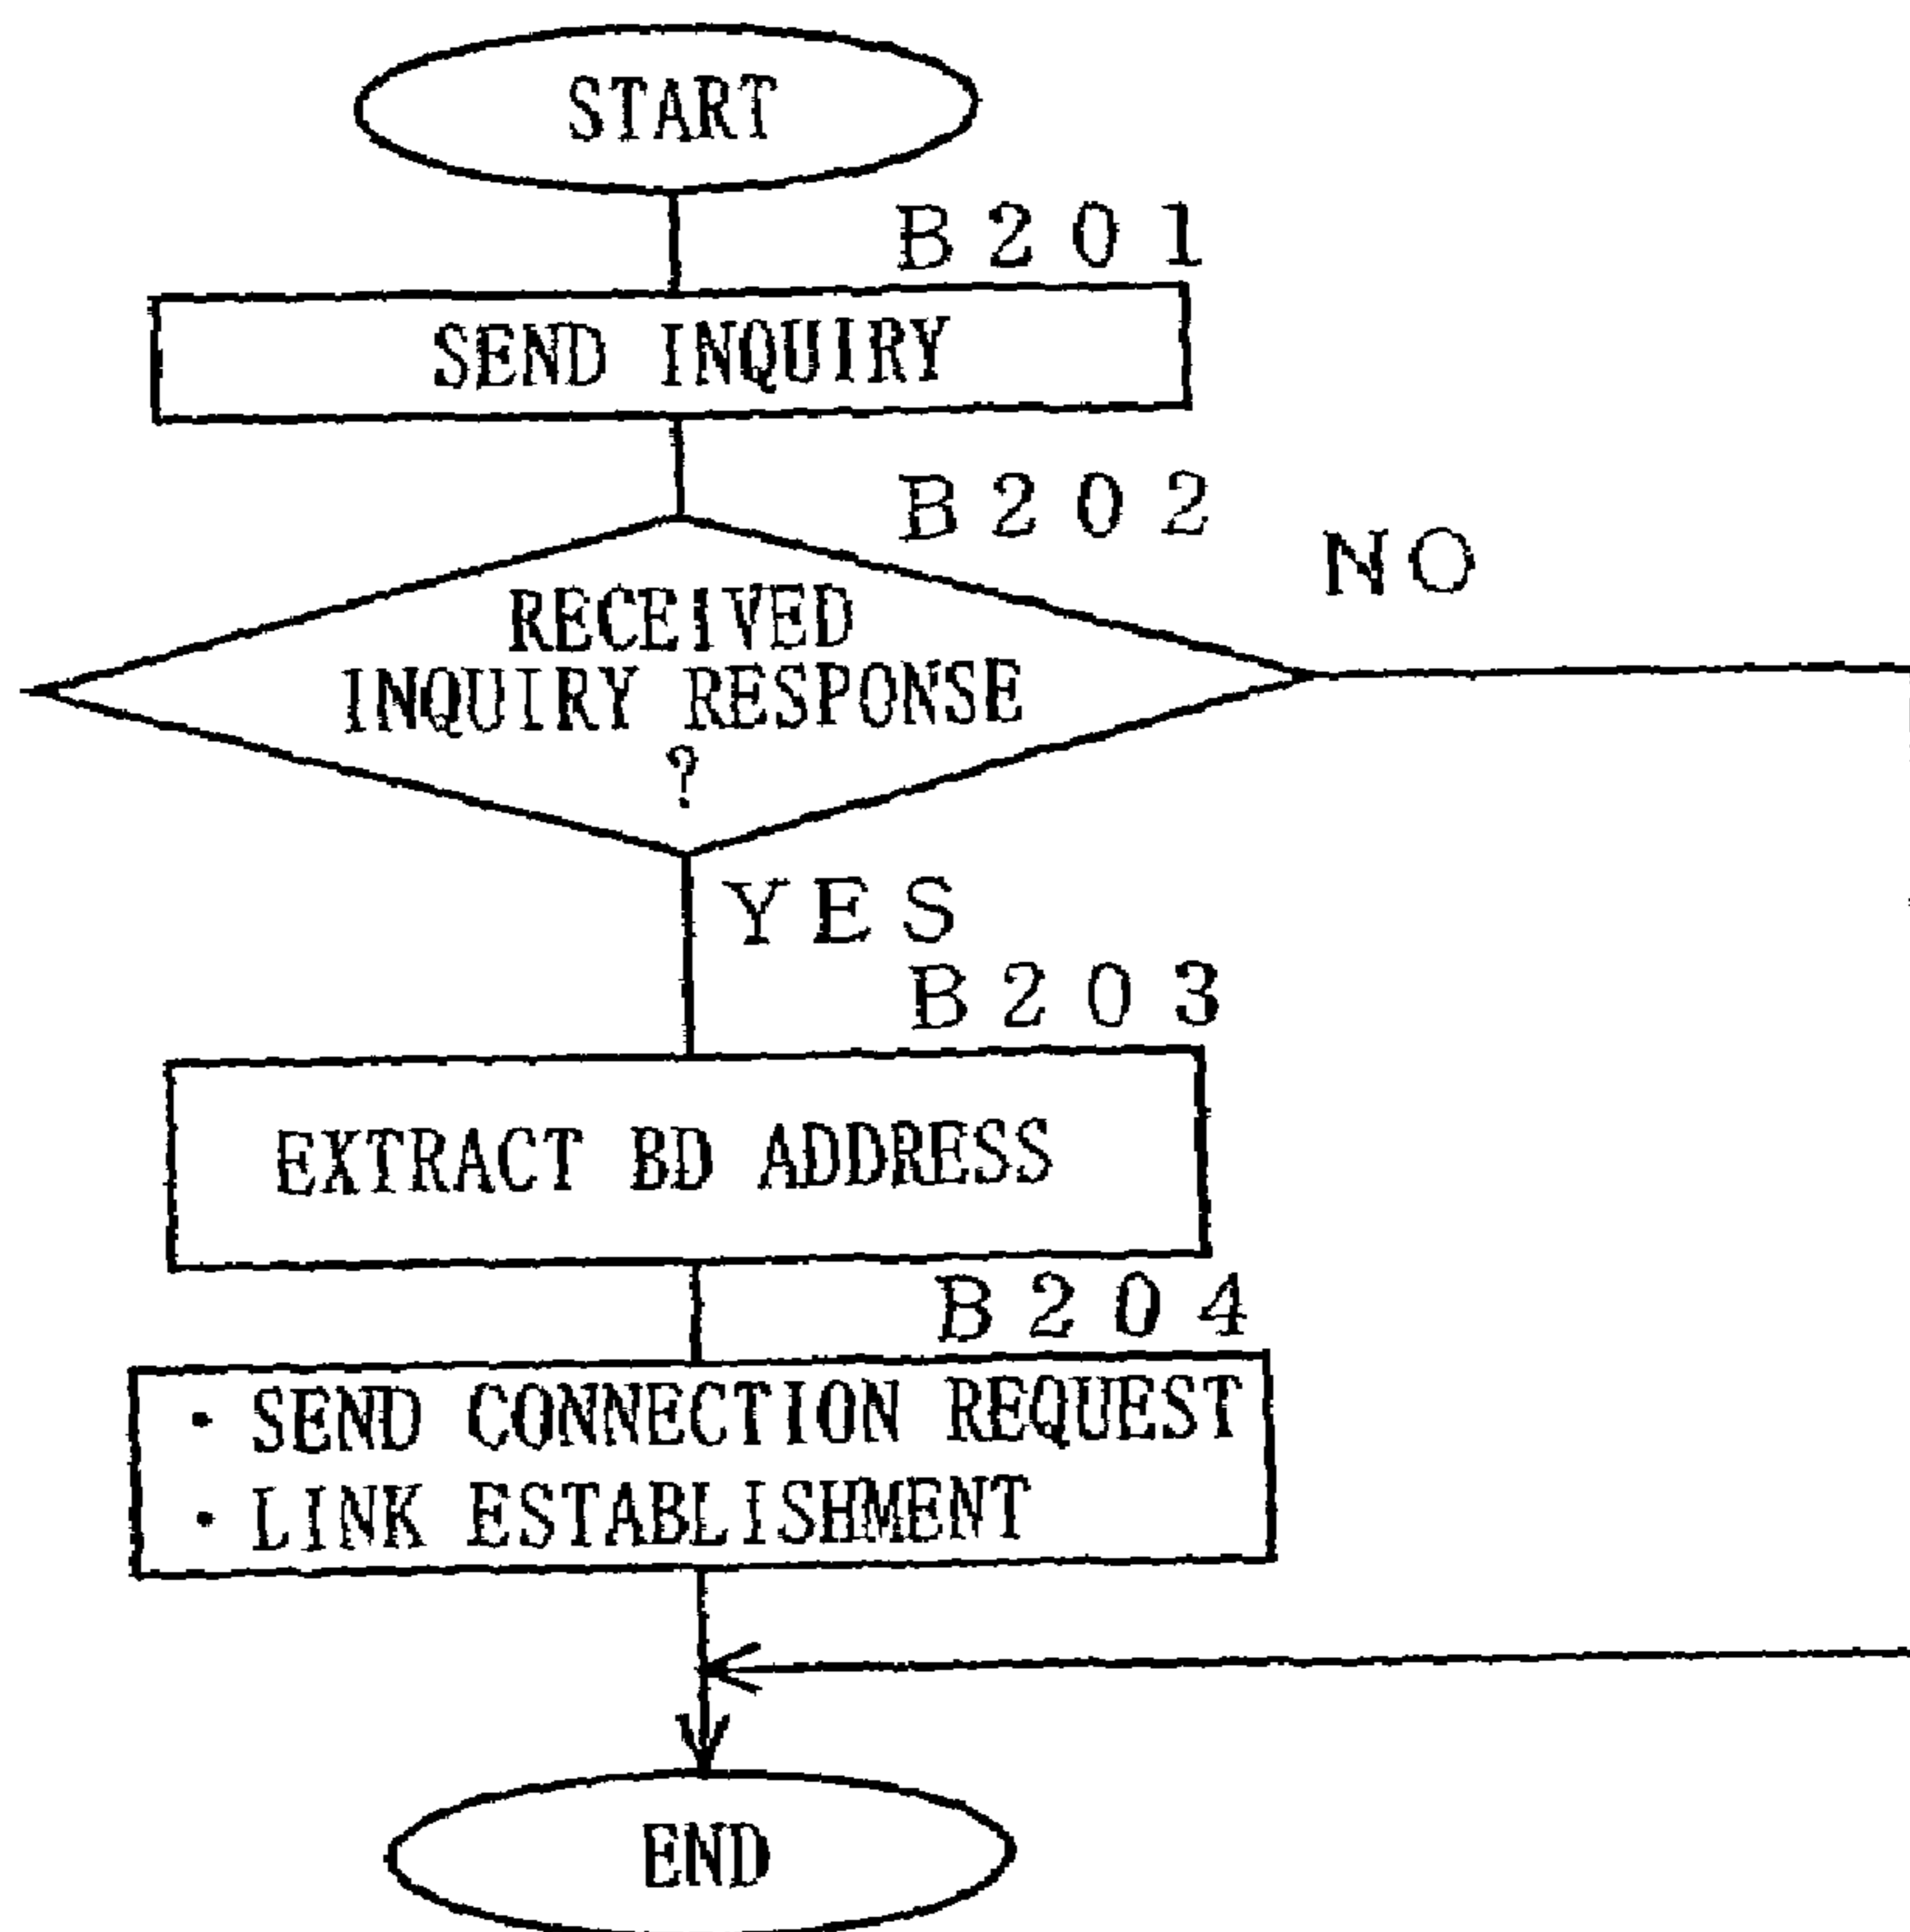 START
B201
SEND INQUIRY
B202
NO
RECEIVED
INQUIRY RESPONSE
?
YES
B203
EXTRACT BD ADDRESS
B204
・SEND CONNECTION REQUEST
・LINK ESTABLISHMENT
END